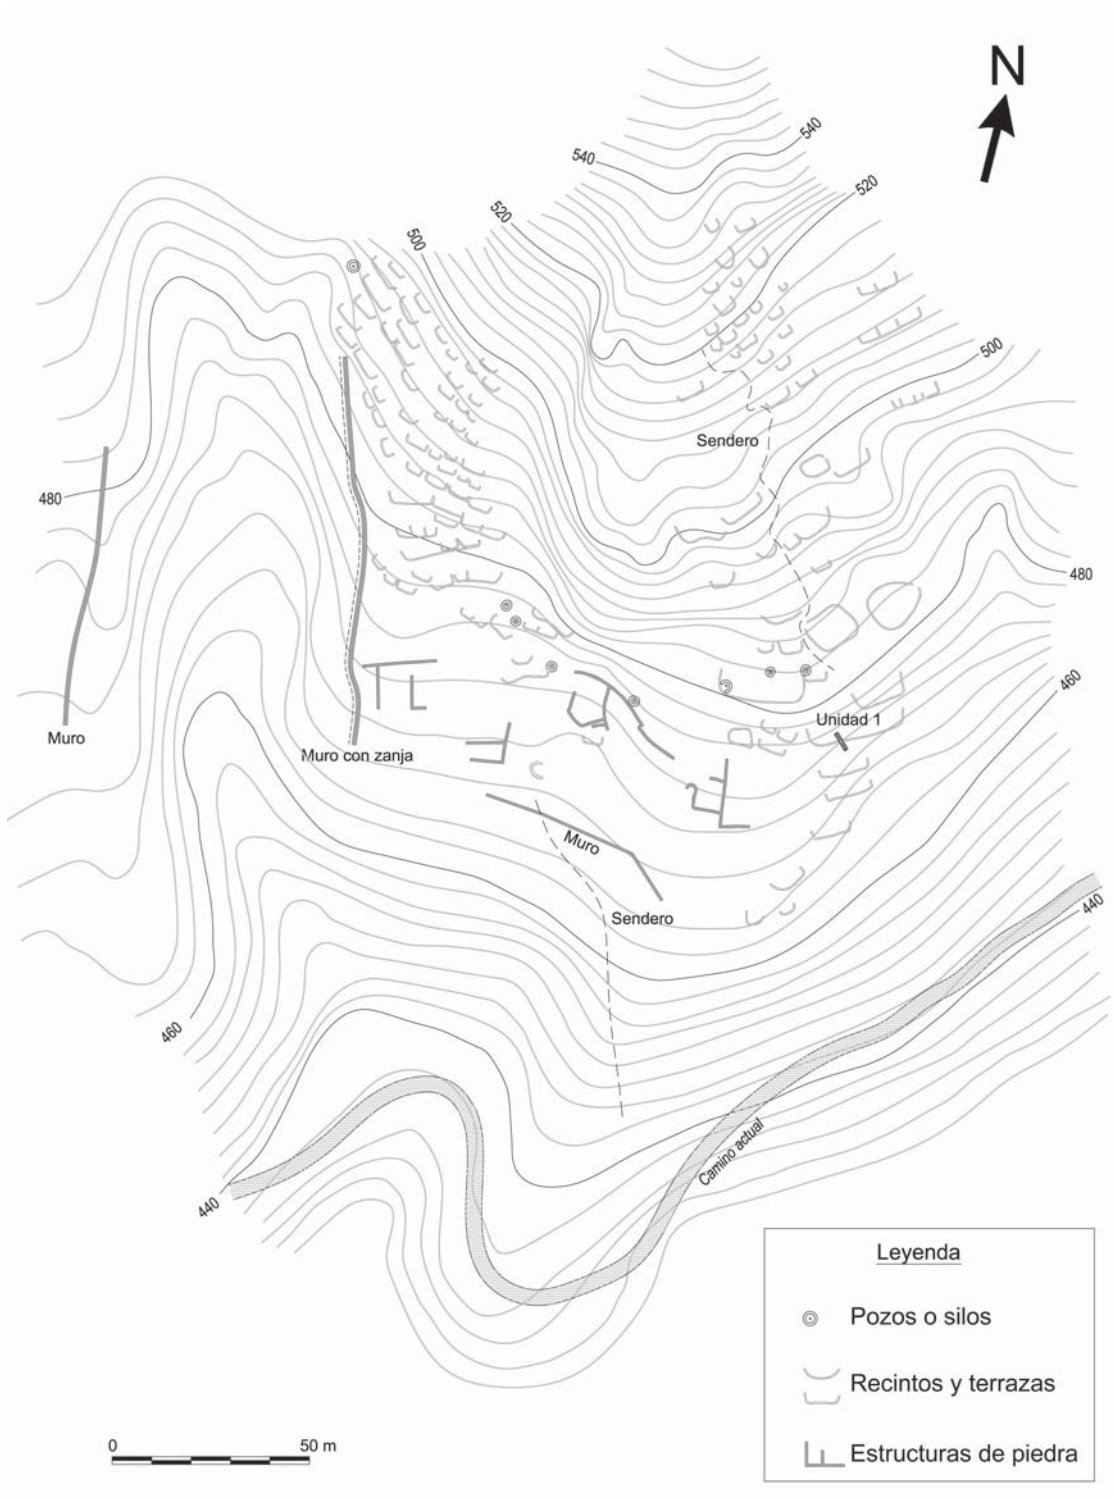 N
540
540
520
520
500
500
Sendero
480
480
460
Unidad 1
Muro
Muro con zanja
Muro
Sendero
440
460
Camino actual
440
Leyenda
Pozos o silos
Recintos y terrazas
Estructuras de piedra
0 50 m